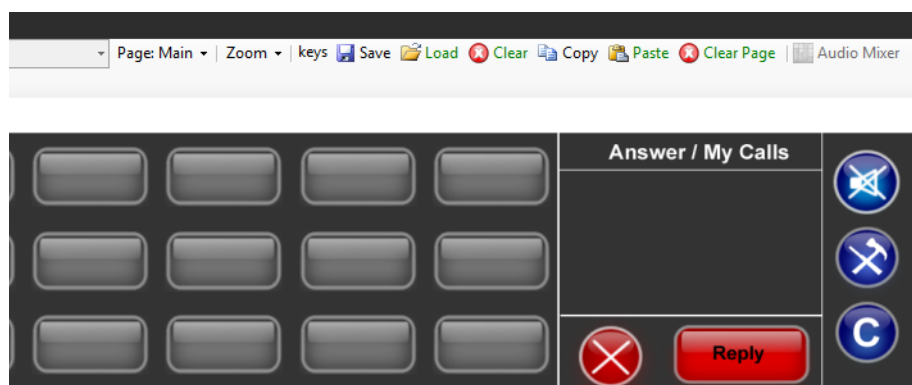 Page: Main | Zoom | keys Save Load Clear Copy Paste Clear Page | Audio Mixer
Answer / My Calls
C
Reply